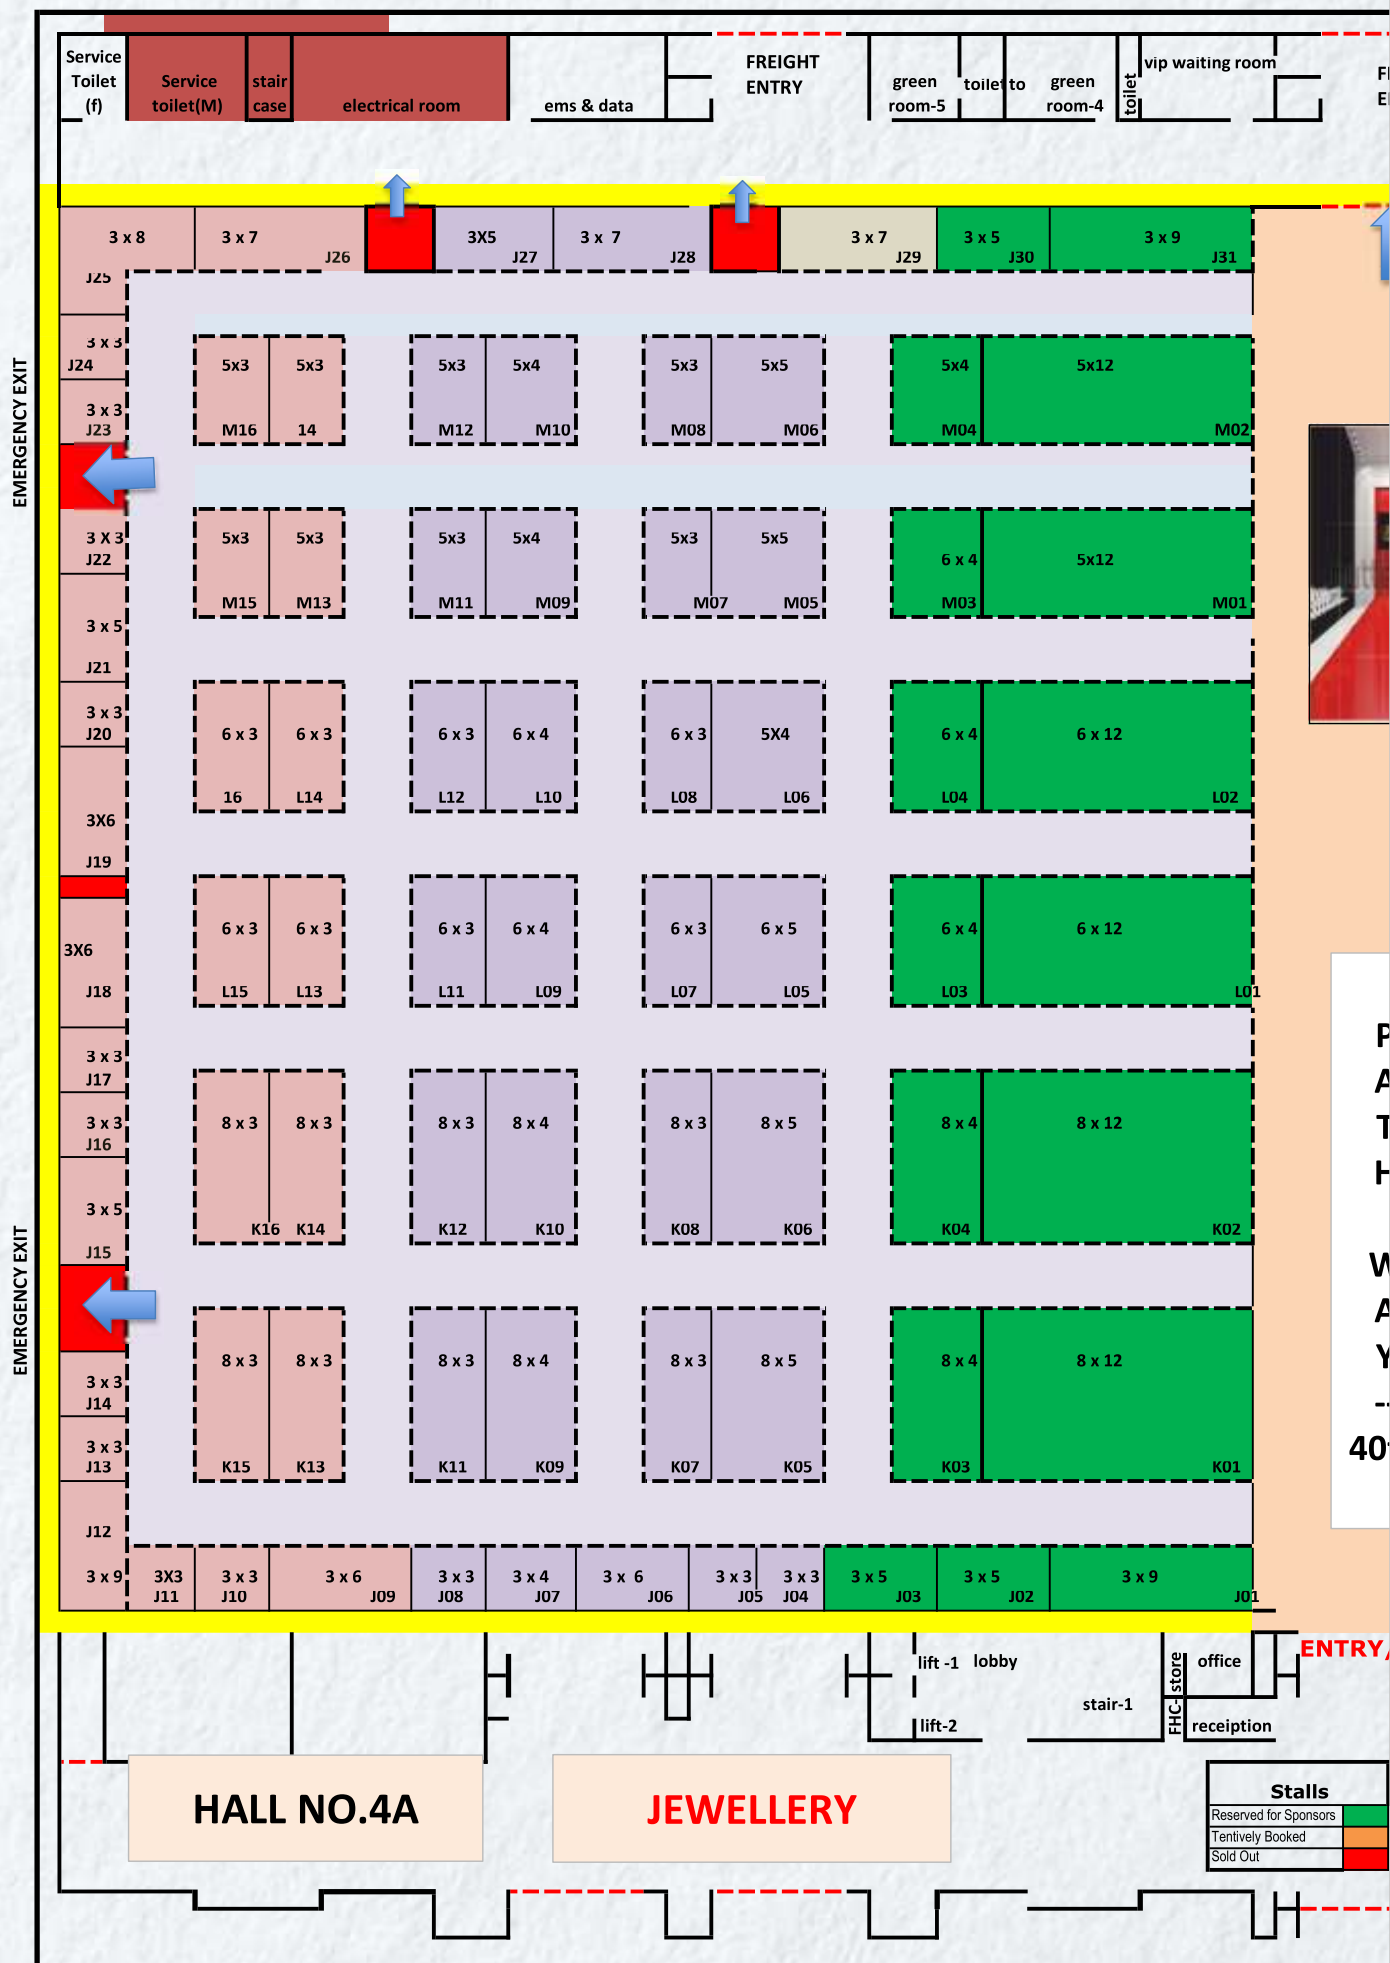 Service
Toilet
(f)
Service
toilet(M)
stair
case
electrical room
ems & data
FREIGHT
ENTRY
green
room-5
toilet to
green
room-4
toilet
vip waiting room
3 x 8
3 x 7
J26
3X5
J27
3 x 7
J28
3 x 7
J29
3 x 5
J30
3 x 9
J31
J25
3 x 3
J24
3 x 3
J23
EMERGENCY EXIT
5x3
M16
5x3
14
5x3
M12
5x4
M10
5x3
M08
5x5
M06
5x4
M04
5x12
M02
3 X 3
J22
5x3
M15
5x3
M13
5x3
M11
5x4
M09
5x3
M07
5x5
M05
6 x 4
M03
5x12
M01
3 x 5
J21
3 x 3
J20
6 x 3
16
6 x 3
L14
6 x 3
L12
6 x 4
L10
6 x 3
L08
5X4
L06
6 x 4
L04
6 x 12
L02
3X6
J19
3X6
J18
6 x 3
L15
6 x 3
L13
6 x 3
L11
6 x 4
L09
6 x 3
L07
6 x 5
L05
6 x 4
L03
6 x 12
L01
3 x 3
J17
3 x 3
J16
3 x 5
J15
8 x 3
K16
8 x 3
K14
8 x 3
K12
8 x 4
K10
8 x 3
K08
8 x 5
K06
8 x 4
K04
8 x 12
K02
EMERGENCY EXIT
3 x 3
J14
3 x 3
J13
8 x 3
K15
8 x 3
K13
8 x 3
K11
8 x 4
K09
8 x 3
K07
8 x 5
K05
8 x 4
K03
8 x 12
K01
J12
3 x 9
3X3
J11
3 x 3
J10
3 x 6
J09
3 x 3
J08
3 x 4
J07
3 x 6
J06
3 x 3
J05
3 x 3
J04
3 x 5
J03
3 x 5
J02
3 x 9
J01
A
T
A
Y
40
ENTRY/
lift -1
lobby
lift-2
stair-1
FHC-
store
office
receiption
HALL NO.4A
JEWELLERY
Stalls
Reserved for Sponsors
Tentively Booked
Sold Out